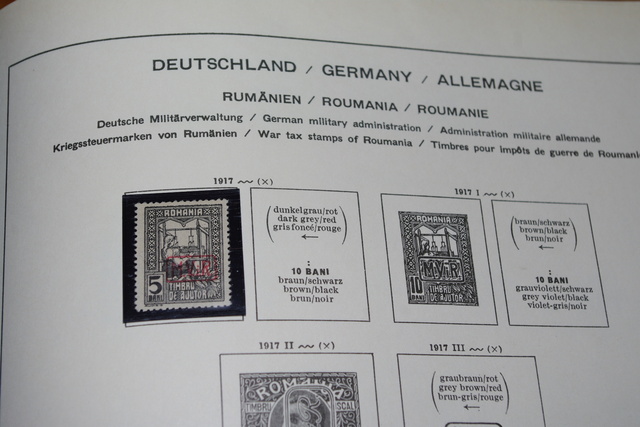 DEUTSCHLAND / GERMANY / ALLEMAGNE
RUMÄNIEN / ROUMANIA / ROUMANIE
Deutsche Militärverwaltung / German military administration / Administration militaire allemande
Kriegssteuermarken von Rumänien / War tax stamps of Roumania / Timbres pour impôts de guerre de Roumani
1917 (×)
ROMANIA
5
BANI
TIMBRU
DE AJUTOR
(dunkelgrau/rot
dark grey/red
gris foncé/rouge)
:
10 BANI
braun/schwarz
brown/black
brun/noir
1917 I (×)
ROMANIA
M.V.i.R.
10
BANI
TIMBRU
DE AJUTOR
(braun/schwarz
brown/black
brun/noir)
:
10 BANI
grauviolett/schwarz
grey violet/black
violet-gris/noir
1917 II (×)
ROMANIA
TIMBRU
SCAL
1917 III (×)
(graubraun/rot
grey brown/red
brun-gris/rouge)